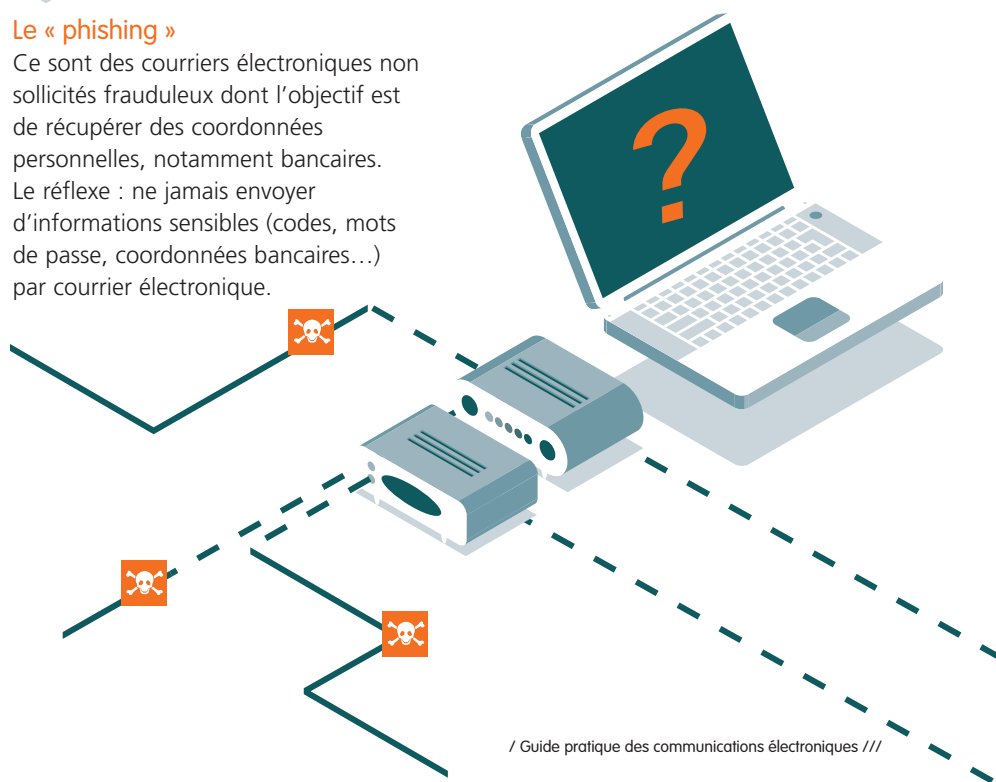 Le « phishing »
Ce sont des courriers électroniques non
sollicités frauduleux dont l'objectif est
de récupérer des coordonnées
personnelles, notamment bancaires.
Le réflexe : ne jamais envoyer
d'informations sensibles (codes, mots
de passe, coordonnées bancaires…)
par courrier électronique.
?
/ Guide pratique des communications électroniques ///